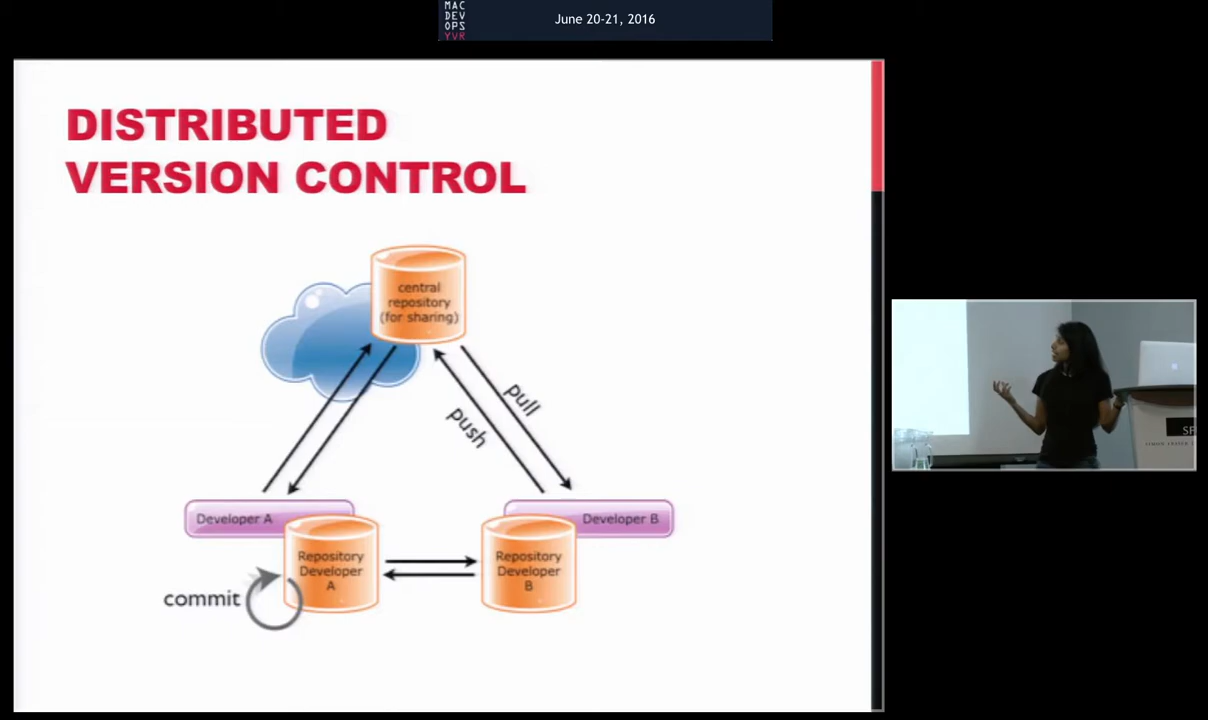 MAC
DEV
OPS
YVR
June 20-21, 2016
DISTRIBUTED
VERSION CONTROL
central
repository
(for sharing)
pull
push
Developer A
Developer B
Repository
Developer
A
Repository
Developer
B
commit
SF